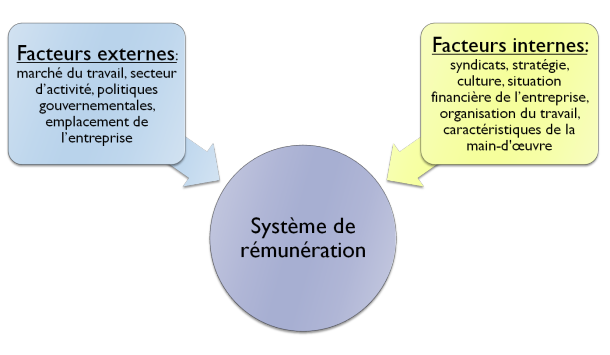 Facteurs externes:
marché du travail, secteur
d'activité, politiques
gouvernementales,
emplacement de
l'entreprise
Facteurs internes:
syndicats, stratégie,
culture, situation
financière de l'entreprise,
organisation du travail,
caractéristiques de la
main-d'œuvre
Système de
rémunération